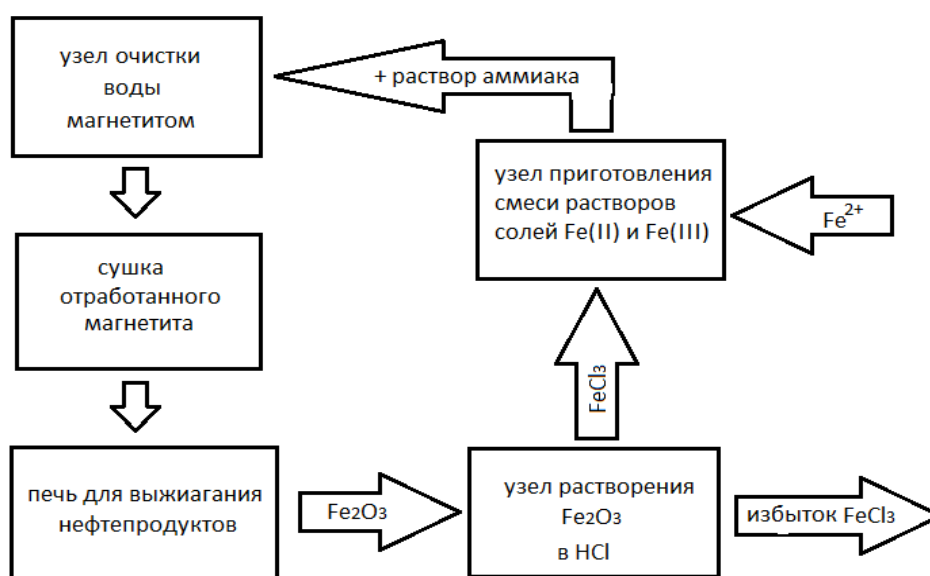 узел очистки
воды
магнетитом
+ раствор аммиака
узел приготовления
смеси растворов
солей Fe(II) и Fe(III)
Fe²⁺
сушка
отработанного
магнетита
FeCl₃
печь для выжиагания
нефтепродуктов
Fe₂O₃
узел растворения
Fe₂O₃
в HCl
избыток FeCl₃